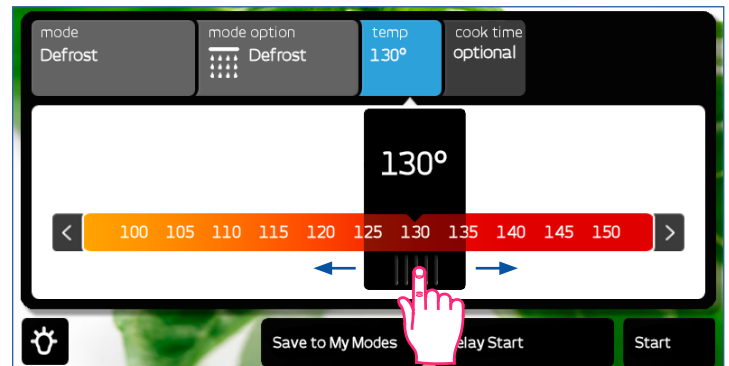 mode
Defrost
mode option
Defrost
temp
130°
cook time
optional
130°
< 100 105 110 115 120 125 130 135 140 145 150 >
Save to My Modes
elay Start
Start